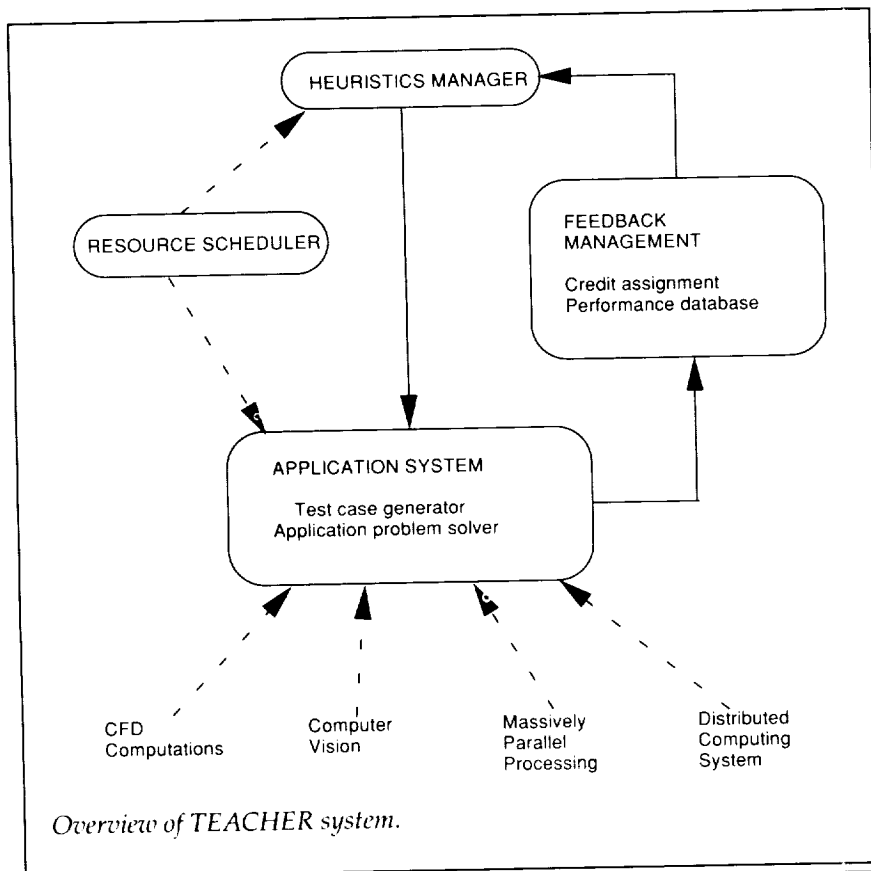 HEURISTICS MANAGER
FEEDBACK
MANAGEMENT
Credit assignment
Performance database
RESOURCE SCHEDULER
APPLICATION SYSTEM
Test case generator
Application problem solver
CFD
Computations
Computer
Vision
Massively
Parallel
Processing
Distributed
Computing
System
Overview of TEACHER system.